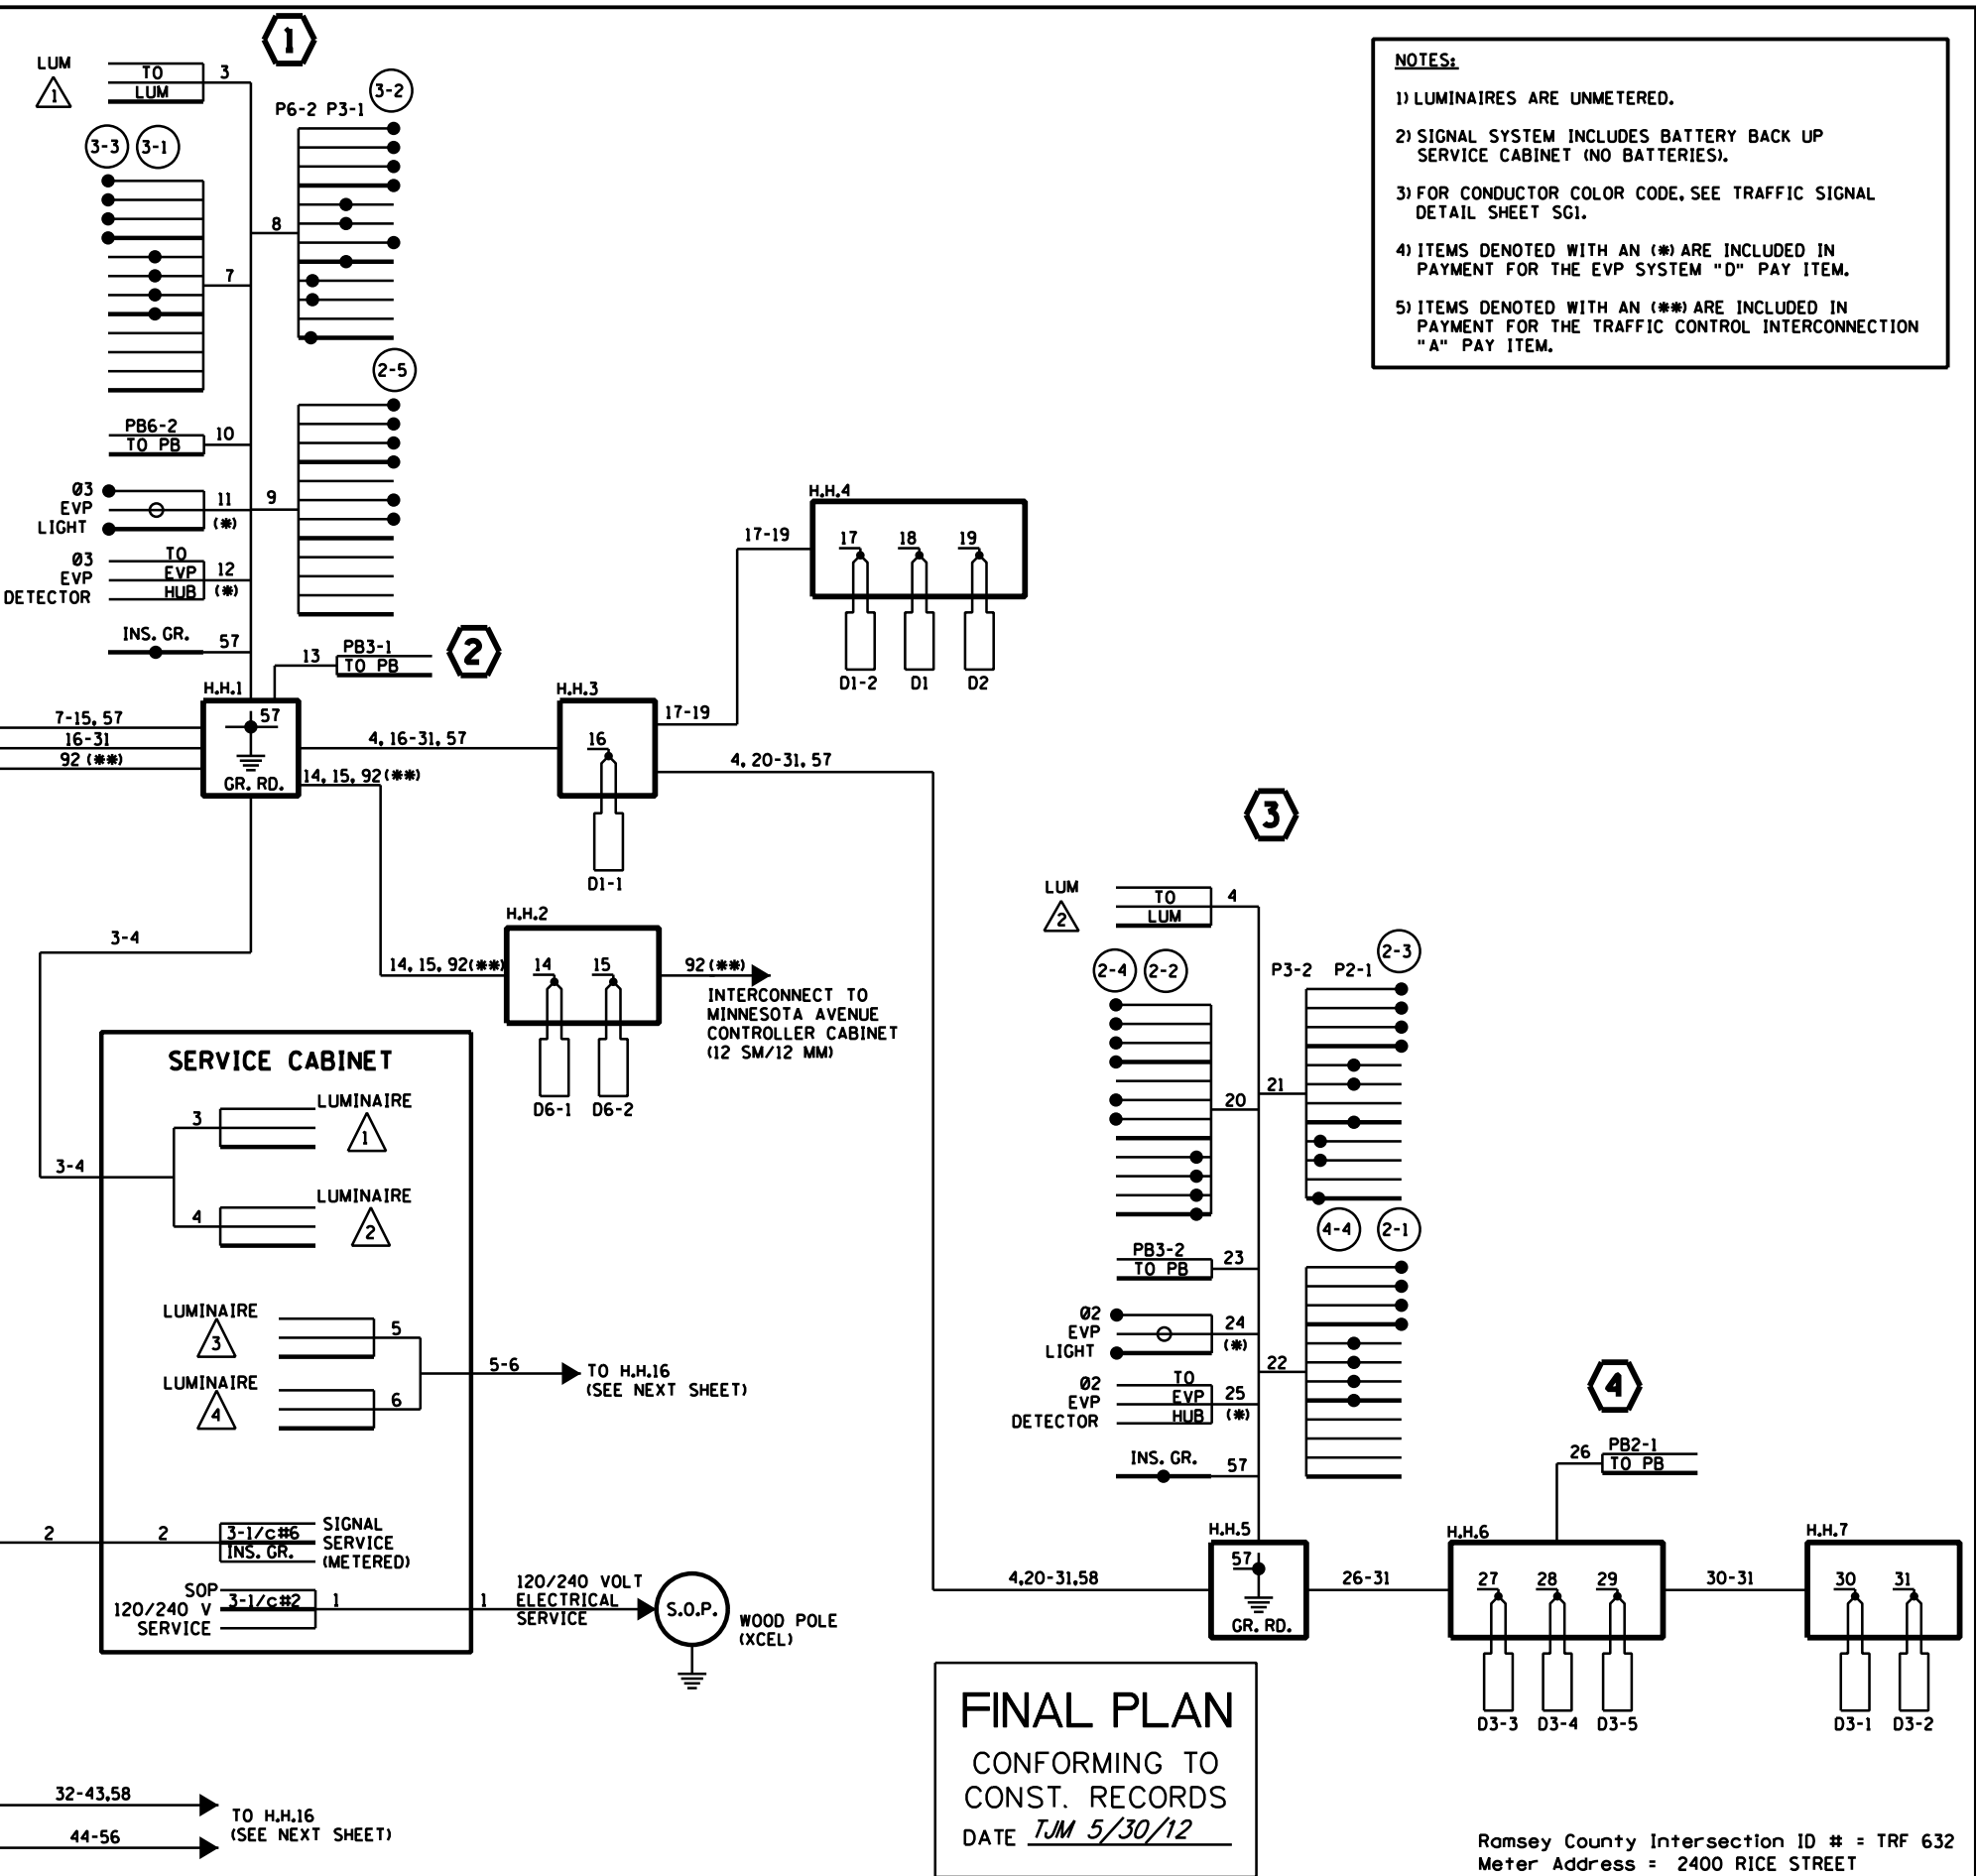 1
LUM
1
TO
LUM
3
P6-2 P3-1
3-2
3-3
3-1
8
7
2-5
PB6-2
TO PB
10
Ø3
EVP
LIGHT
11
(*)
9
Ø3
EVP
DETECTOR
TO
EVP
HUB
12
(*)
INS. GR.
57
13
PB3-1
TO PB
2
NOTES:
1) LUMINAIRES ARE UNMETERED.
2) SIGNAL SYSTEM INCLUDES BATTERY BACK UP
SERVICE CABINET (NO BATTERIES).
3) FOR CONDUCTOR COLOR CODE, SEE TRAFFIC SIGNAL
DETAIL SHEET SG1.
4) ITEMS DENOTED WITH AN (*) ARE INCLUDED IN
PAYMENT FOR THE EVP SYSTEM "D" PAY ITEM.
5) ITEMS DENOTED WITH AN (**) ARE INCLUDED IN
PAYMENT FOR THE TRAFFIC CONTROL INTERCONNECTION
"A" PAY ITEM.
H.H.4
17-19
17
18
19
D1-2
D1
D2
H.H.1
57
GR. RD.
7-15, 57
16-31
92 (**)
4, 16-31, 57
14, 15, 92 (**)
H.H.3
16
17-19
4, 20-31, 57
D1-1
3-4
H.H.2
14, 15, 92(**)
14
15
92 (**)
INTERCONNECT TO
MINNESOTA AVENUE
CONTROLLER CABINET
(12 SM/12 MM)
D6-1
D6-2
SERVICE CABINET
3
LUMINAIRE
1
3-4
4
LUMINAIRE
2
LUMINAIRE
3
5
LUMINAIRE
4
6
5-6
TO H.H.16
(SEE NEXT SHEET)
2
2
3-1/c#6
INS. GR.
SIGNAL
SERVICE
(METERED)
SOP
120/240 V
SERVICE
3-1/c#2
1
1
120/240 VOLT
ELECTRICAL
SERVICE
S.O.P.
WOOD POLE
(XCEL)
3
LUM
2
TO
LUM
4
2-4
2-2
P3-2
P2-1
2-3
20
21
4-4
2-1
PB3-2
TO PB
23
Ø2
EVP
LIGHT
24
(*)
22
Ø2
EVP
DETECTOR
TO
EVP
HUB
25
(*)
INS. GR.
57
4
26
PB2-1
TO PB
4,20-31,58
H.H.5
57
GR. RD.
26-31
H.H.6
27
28
29
D3-3
D3-4
D3-5
30-31
H.H.7
30
31
D3-1
D3-2
32-43,58
44-56
TO H.H.16
(SEE NEXT SHEET)
FINAL PLAN
CONFORMING TO
CONST. RECORDS
DATE TJM 5/30/12
Ramsey County Intersection ID # = TRF 632
Meter Address = 2400 RICE STREET